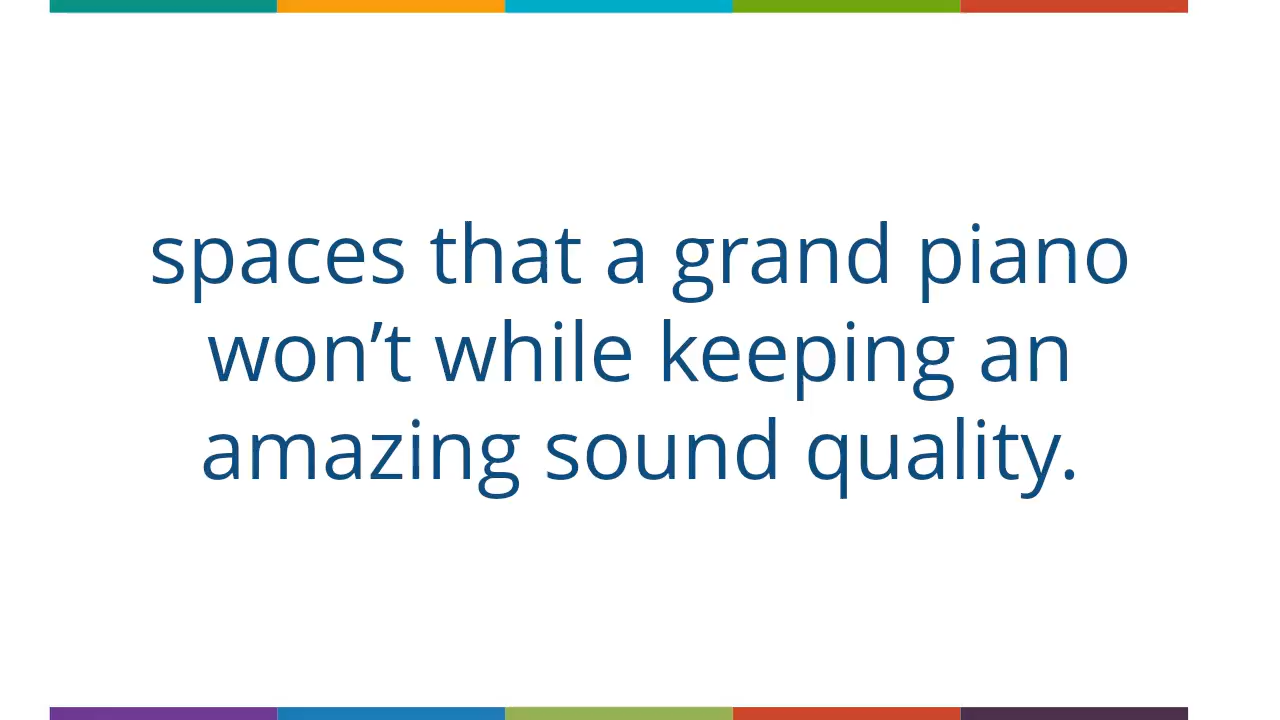 spaces that a grand piano
won’t while keeping an
amazing sound quality.